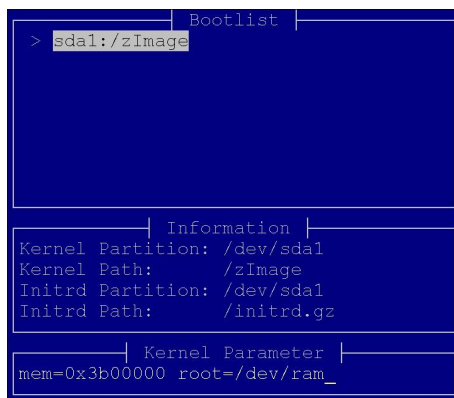 Bootlist
> sda1:/zImage
Information
Kernel Partition: /dev/sda1
Kernel Path: /zImage
Initrd Partition: /dev/sda1
Initrd Path: /initrd.gz
Kernel Parameter
mem=0x3b00000 root=/dev/ram_